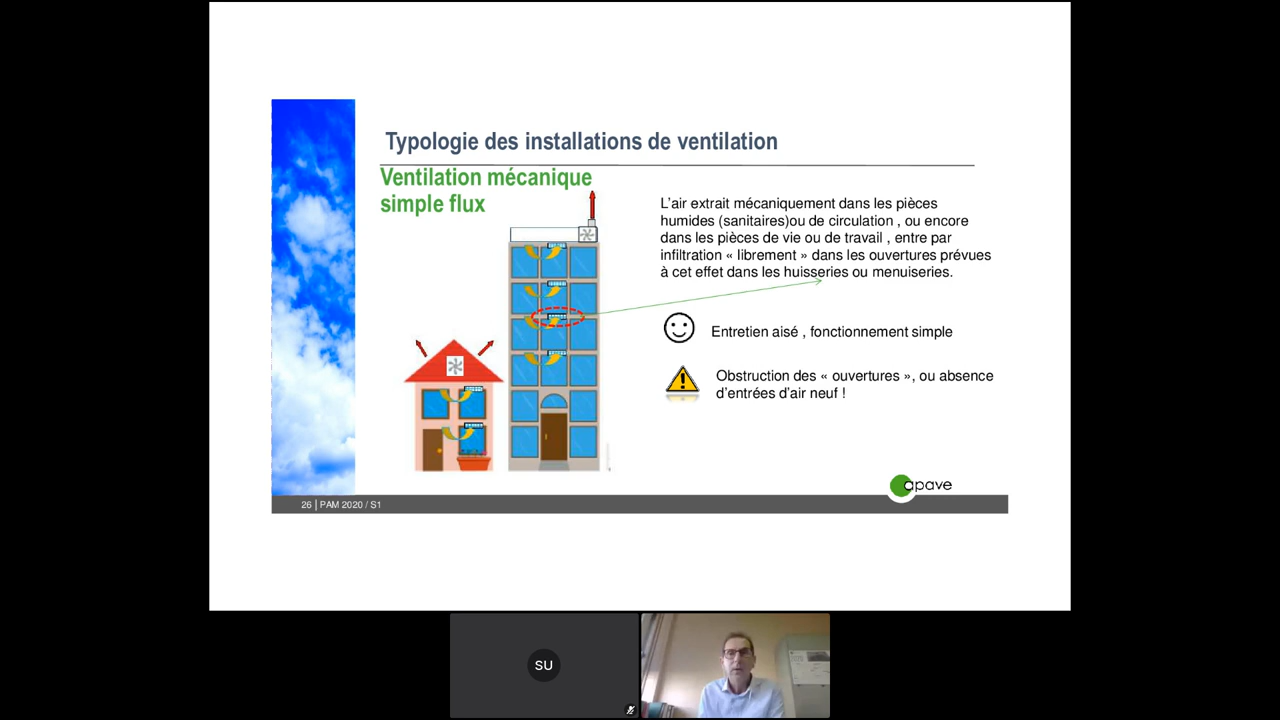 Typologie des installations de ventilation
Ventilation mécanique
simple flux
L'air extrait mécaniquement dans les pièces
humides (sanitaires)ou de circulation , ou encore
dans les pièces de vie ou de travail , entre par
infiltration « librement » dans les ouvertures prévues
à cet effet dans les huisseries ou menuiseries.
Entretien aisé , fonctionnement simple
Obstruction des « ouvertures », ou absence
d'entrées d'air neuf !
apave
26 | PAM 2020 / S1
SU